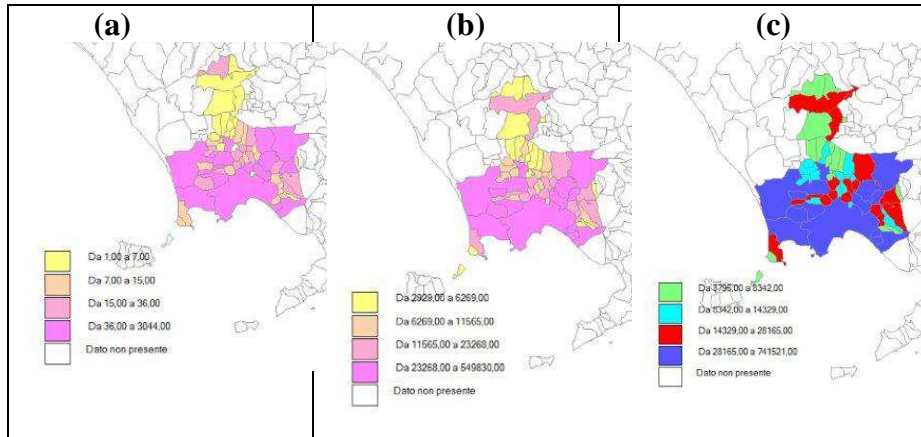 (a)
(b)
(c)
Da 1,00 a 7,00
Da 7,00 a 15,00
Da 15,00 a 36,00
Da 36,00 a 3044,00
Dato non presente
Da 2929,00 a 6269,00
Da 6269,00 a 11565,00
Da 11565,00 a 23268,00
Da 23268,00 a 549830,00
Dato non presente
Da 3795,00 a 8342,00
Da 8342,00 a 14329,00
Da 14329,00 a 28165,00
Da 28165,00 a 741521,00
Dato non presente